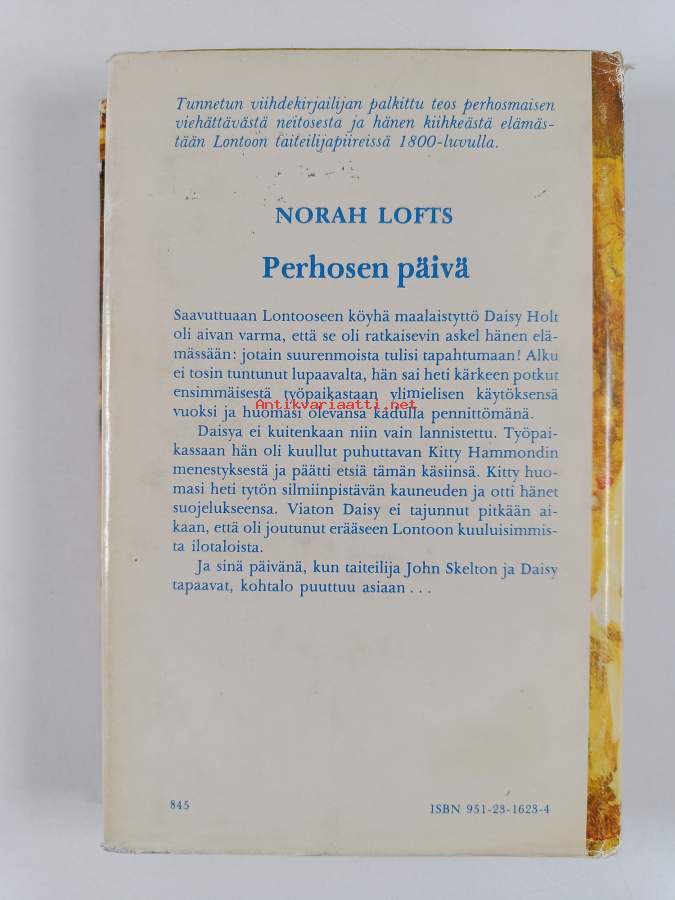 Tunnetun viihdekirjailijan palkittu teos perhosmaisen
viehättävästä neitosesta ja hänen kiihkeästä elämäs-
tään Lontoon taiteilijapiireissä 1800-luvulla.
NORAH LOFTS
Perhosen päivä
Saavuttuaan Lontooseen köyhä maalaistyttö Daisy Holt
oli aivan varma, että se oli ratkaisevin askel hänen elä-
mässään: jotain suurenmoista tulisi tapahtumaan! Alku
ei tosin tuntunut lupaavalta, hän sai heti kärkeen potkut
ensimmäisestä työpaikastaan ylimielisen käytöksensä
Antikvariaatti.net
vuoksi ja huomasi olevansa kadulla pennittömänä.
Daisya ei kuitenkaan niin vain lannistettu. Työpai-
kassaan hän oli kuullut puhuttavan Kitty Hammondin
menestyksestä ja päätti etsiä tämän käsiinsä. Kitty huo-
masi heti tytön silmiinpistävän kauneuden ja otti hänet
suojelukseensa. Viaton Daisy ei tajunnut pitkään ai-
kaan, että oli joutunut erääseen Lontoon kuuluisimmis-
ta ilotaloista.
Ja sinä päivänä, kun taiteilija John Skelton ja Daisy
tapaavat, kohtalo puuttuu asiaan ...
845
ISBN 951-23-1623-4